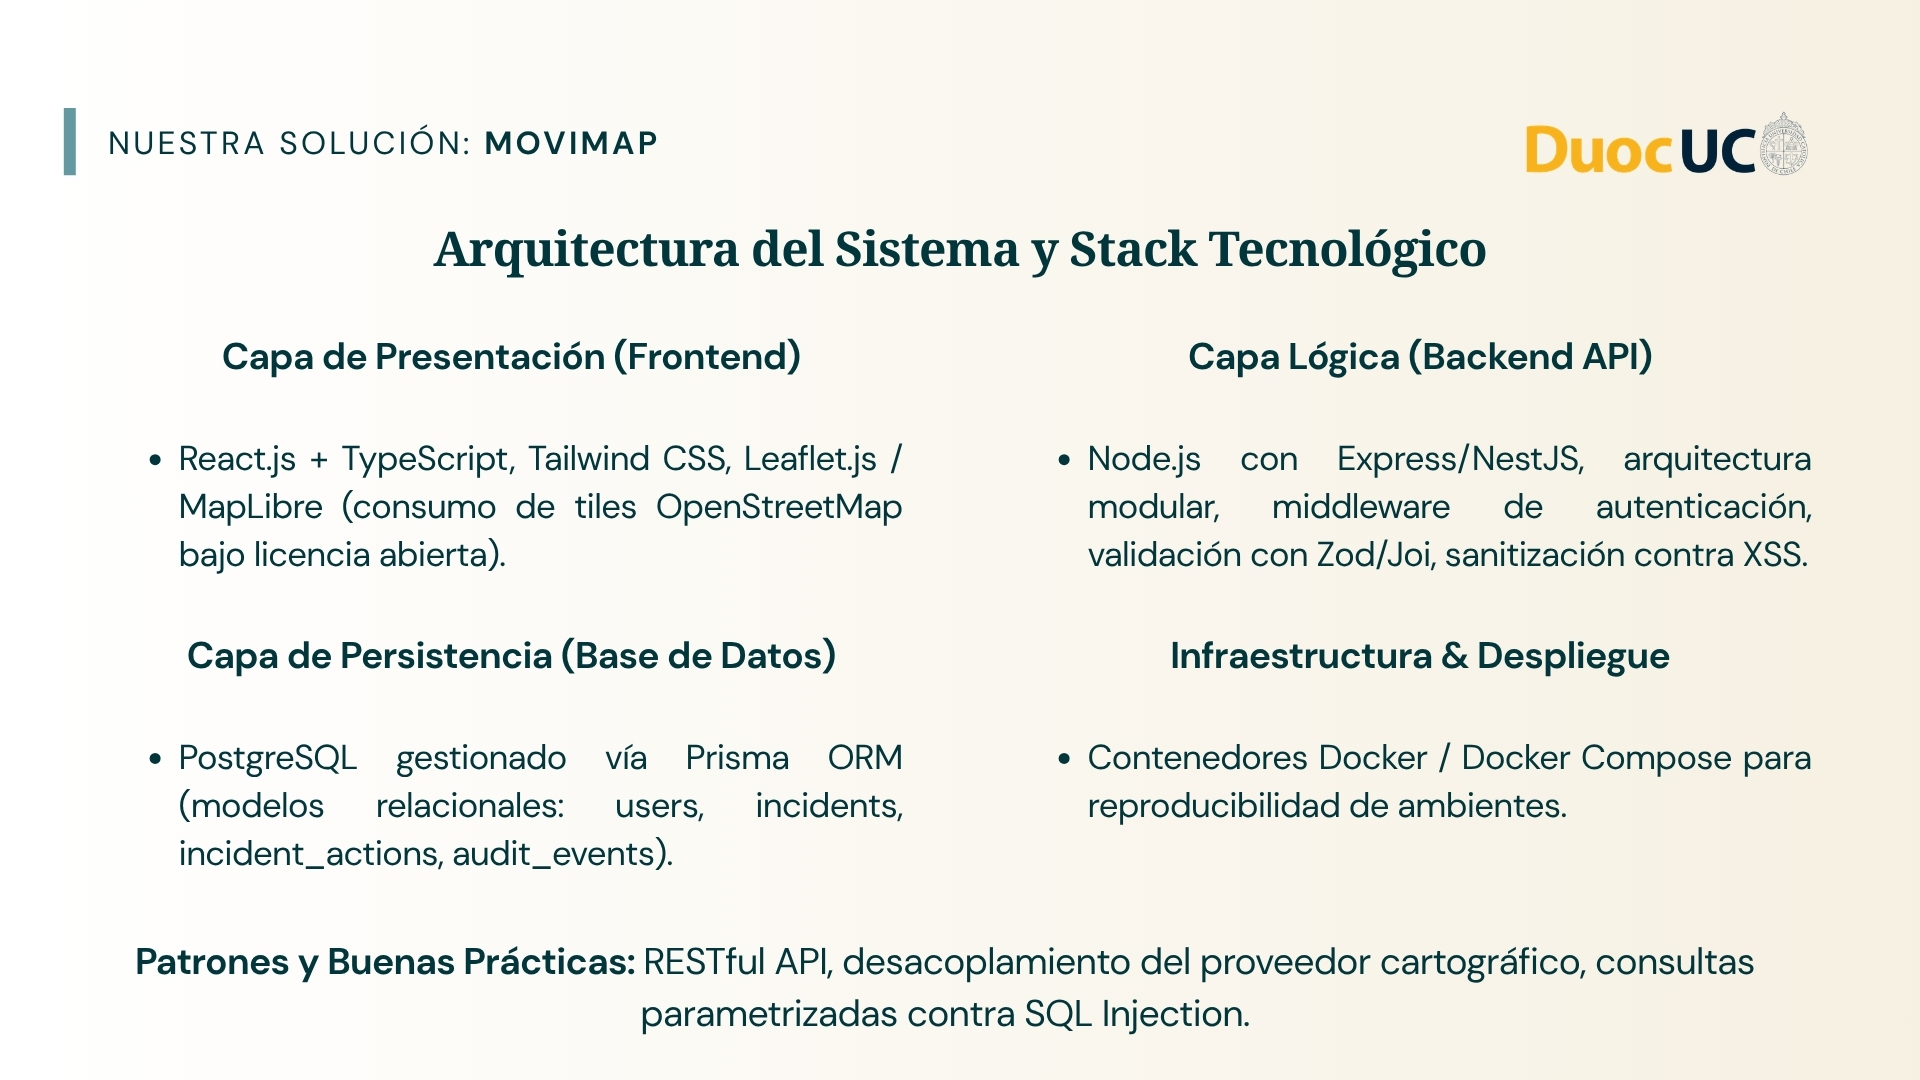 NUESTRA SOLUCIÓN: MOVIMAP
Duoc UC
Arquitectura del Sistema y Stack Tecnológico
Capa de Presentación (Frontend)
• React.js + TypeScript, Tailwind CSS, Leaflet.js /
MapLibre (consumo de tiles OpenStreetMap
bajo licencia abierta).
Capa Lógica (Backend API)
• Node.js con Express/NestJS, arquitectura
modular, middleware de autenticación,
validación con Zod/Joi, sanitización contra XSS.
Capa de Persistencia (Base de Datos)
• PostgreSQL gestionado vía Prisma ORM
(modelos relacionales: users, incidents,
incident_actions, audit_events).
Infraestructura & Despliegue
• Contenedores Docker / Docker Compose para
reproducibilidad de ambientes.
Patrones y Buenas Prácticas: RESTful API, desacoplamiento del proveedor cartográfico, consultas
parametrizadas contra SQL Injection.